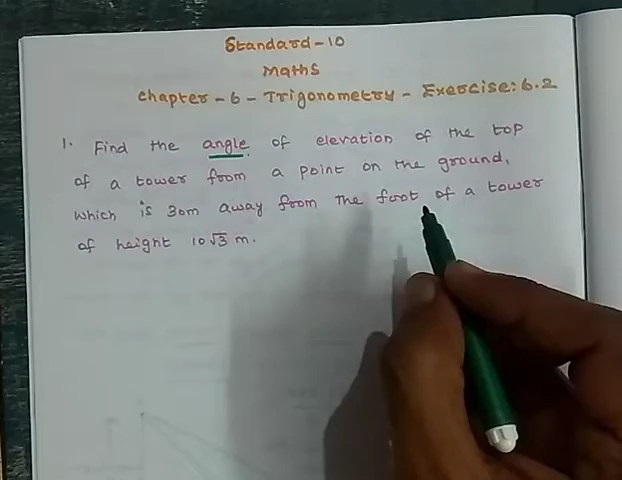 Standard-10
Maths
Chapter - 6 - Trigonometry - Exercise: 6.2
1. Find the angle of elevation of the top
of a tower from a point on the ground,
which is 30m away from the foot of a tower
of height 10√3 m.